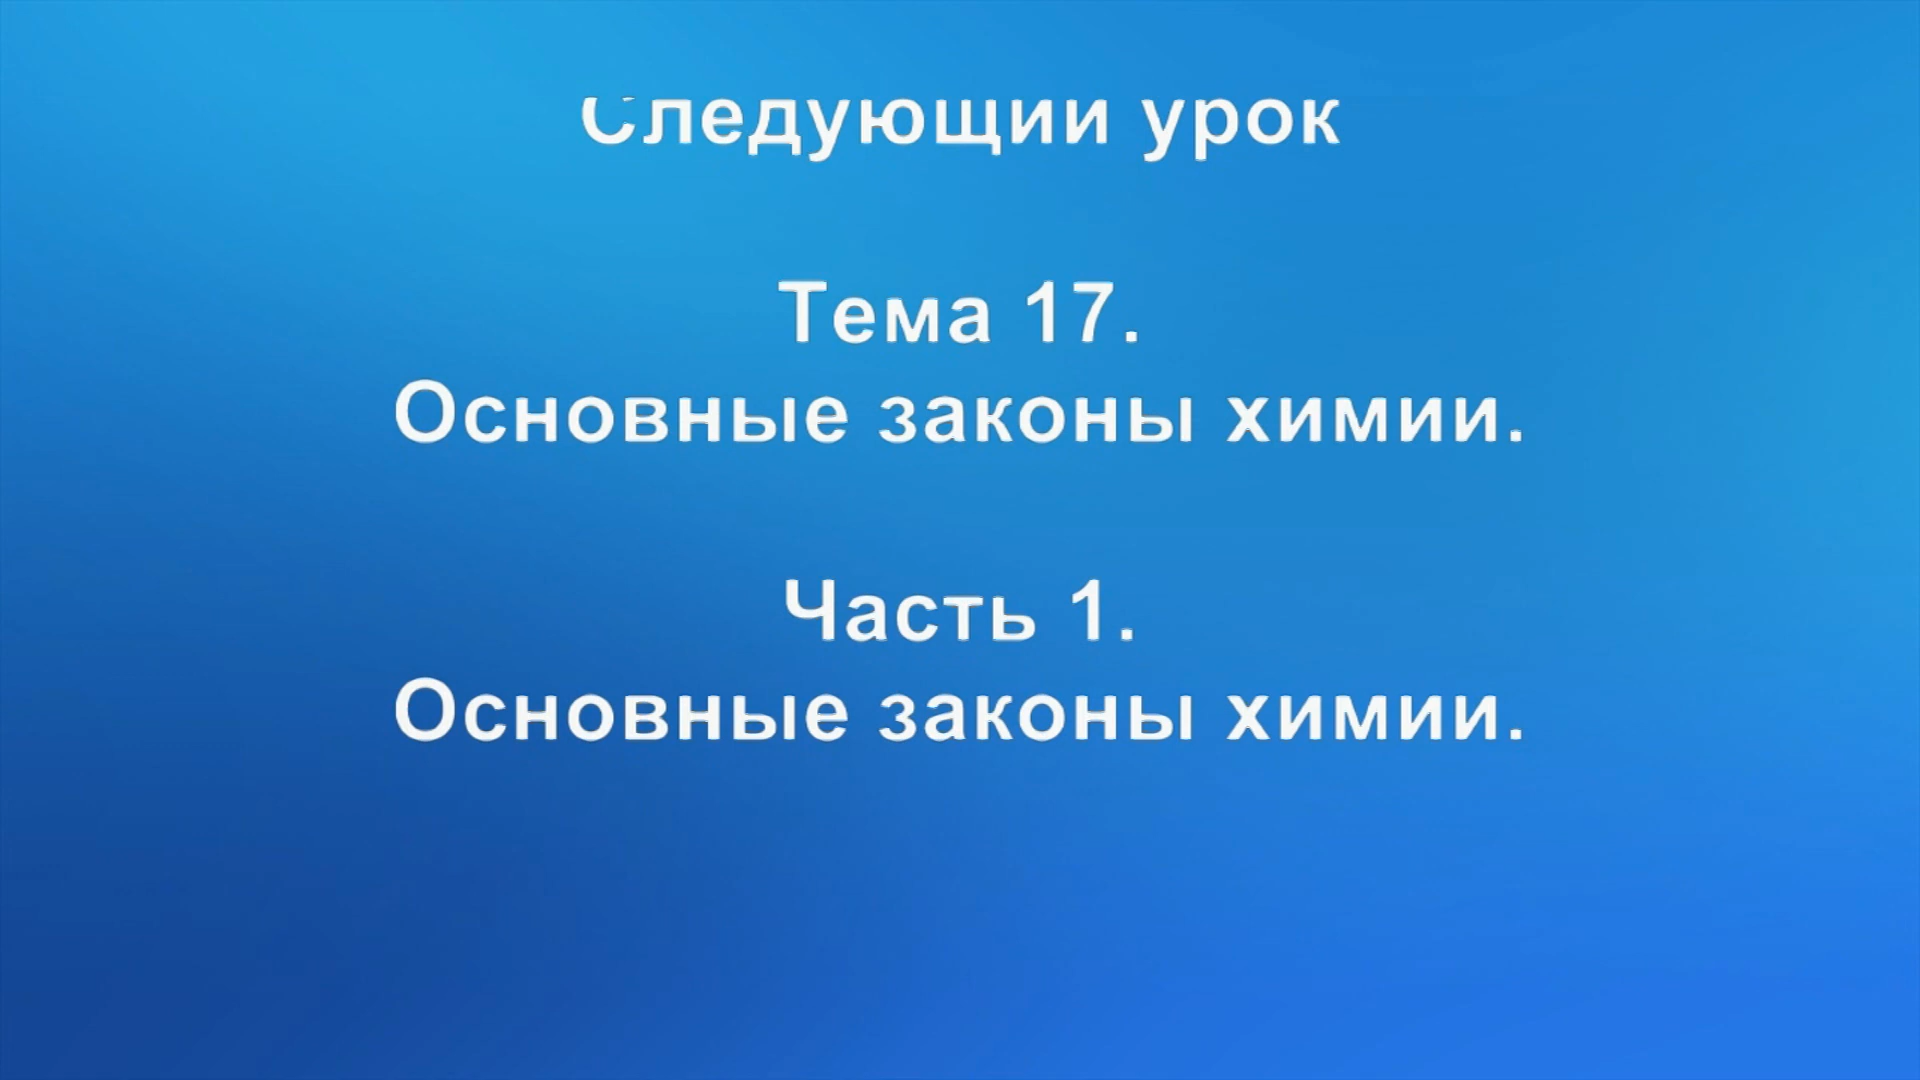 Следующий урок
Тема 17.
Основные законы химии.
Часть 1.
Основные законы химии.